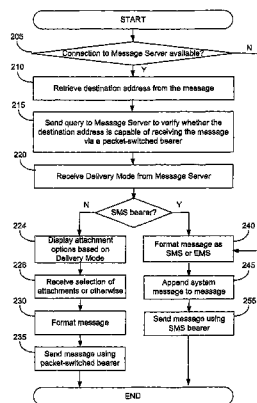 START
205
Connection to Message Server available?
N
Y
210
Retrieve destination address from the message
215
Send query to Message Server to verify whether the
destination address is capable of receiving the message
via a packet-switched bearer
220
Receive Delivery Mode from Message Server
N
SMS bearer?
Y
224
Display attachment
options based on
Delivery Mode
226
Receive selection of
attachments or otherwise
230
Format message
235
Send message using
packet-switched bearer
240
Format message as
SMS or EMS
245
Append system
message to message
255
Send message using
SMS bearer
END